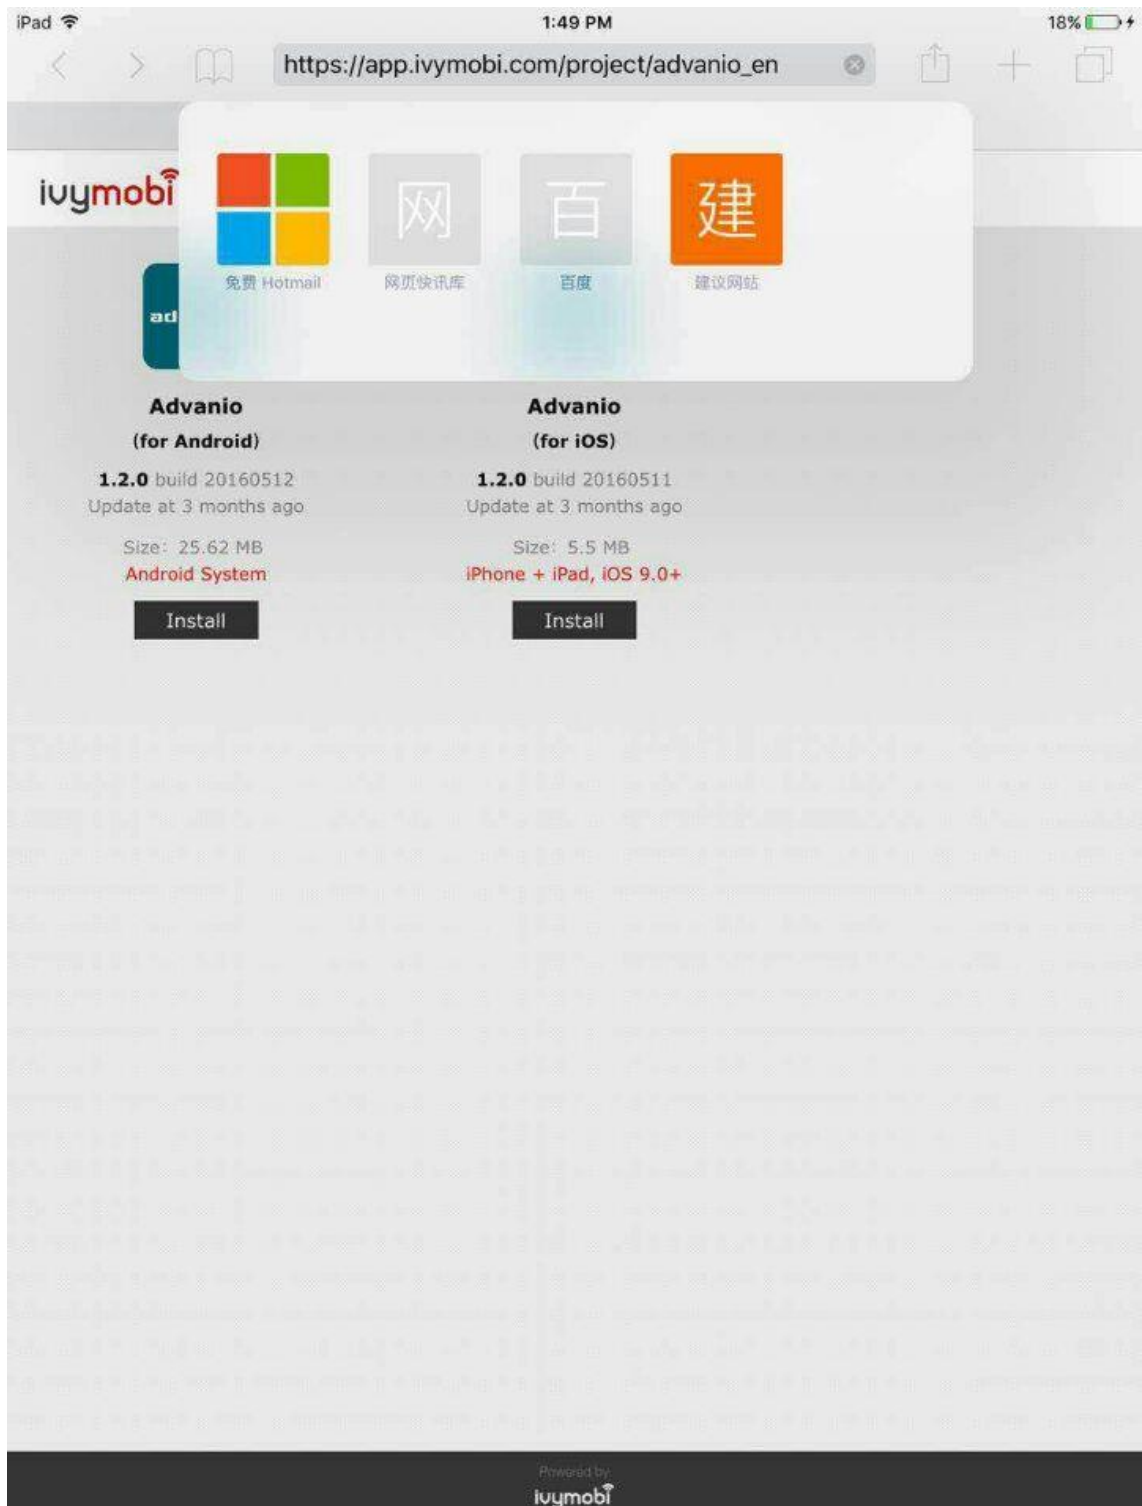 iPad 1:49 PM 18%
https://app.ivymobi.com/project/advanio_en
ivymobi
网 百 建
免费 Hotmail 网页快讯库 百度 建议网站
ad
Advanio Advanio
(for Android) (for iOS)
1.2.0 build 20160512 1.2.0 build 20160511
Update at 3 months ago Update at 3 months ago
Size: 25.62 MB Size: 5.5 MB
Android System iPhone + iPad, iOS 9.0+
Install Install
Powered by
ivymobi